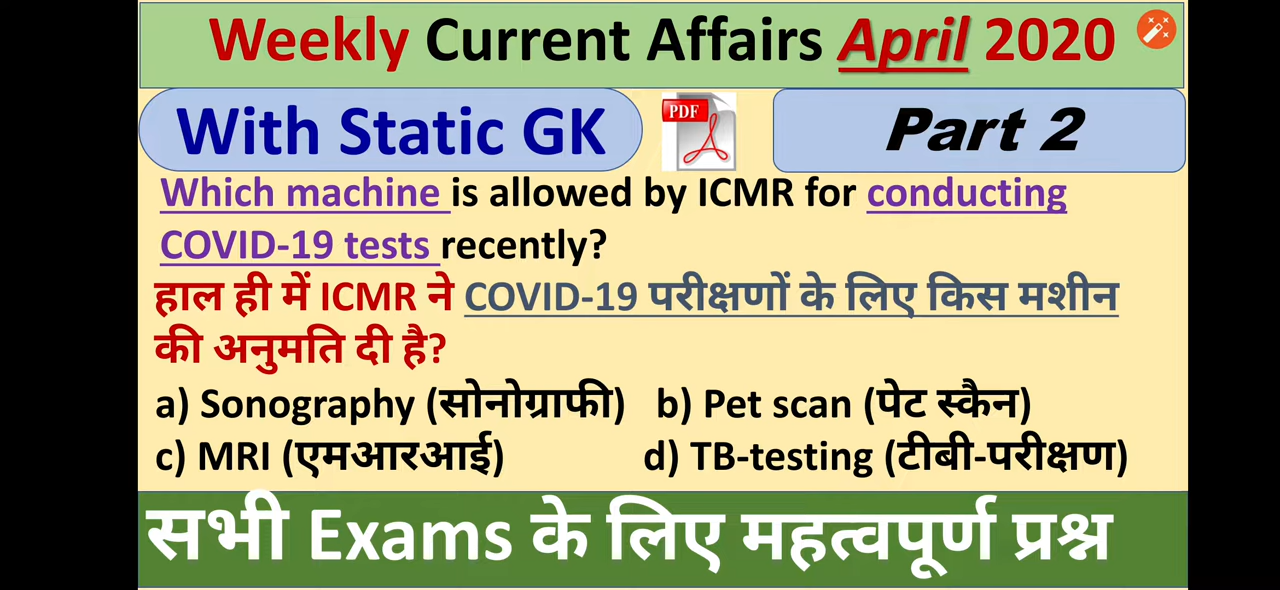 Weekly Current Affairs April 2020
With Static GK
PDF
Part 2
Which machine is allowed by ICMR for conducting
COVID-19 tests recently?
हाल ही में ICMR ने COVID-19 परीक्षणों के लिए किस मशीन
की अनुमति दी है?
a) Sonography (सोनोग्राफी) b) Pet scan (पेट स्कैन)
c) MRI (एमआरआई) d) TB-testing (टीबी-परीक्षण)
सभी Exams के लिए महत्वपूर्ण प्रश्न